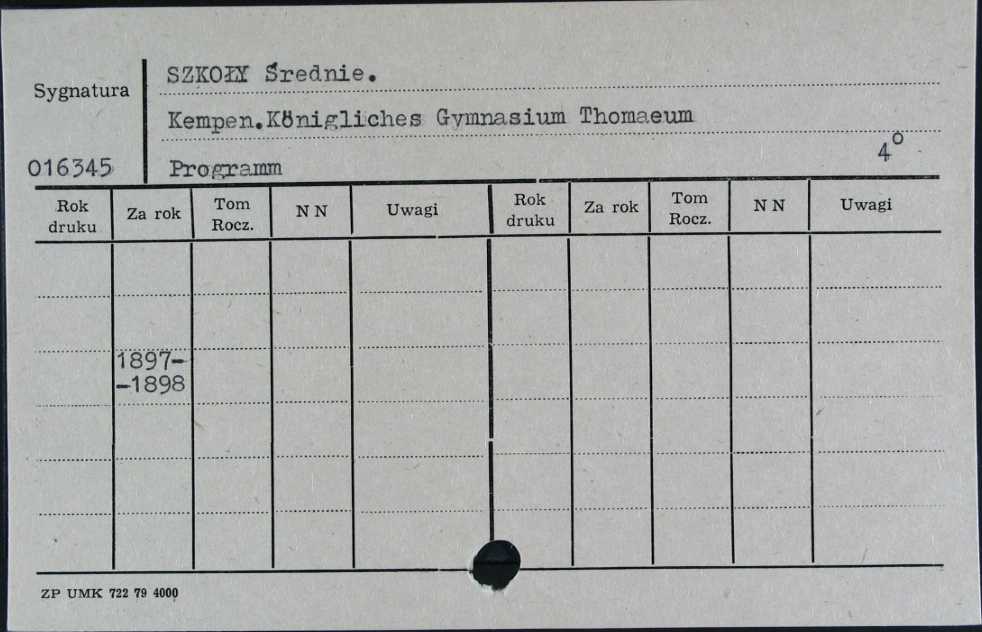 SZKOŁY Średnie.
Sygnatura
Kempen.Königliches Gymnasium Thomaeum
4°
016345 Programm
Rok druku Za rok Tom Rocz. N N Uwagi Rok druku Za rok Tom Rocz. N N Uwagi
1897-
-1898
ZP UMK 722 79 4000